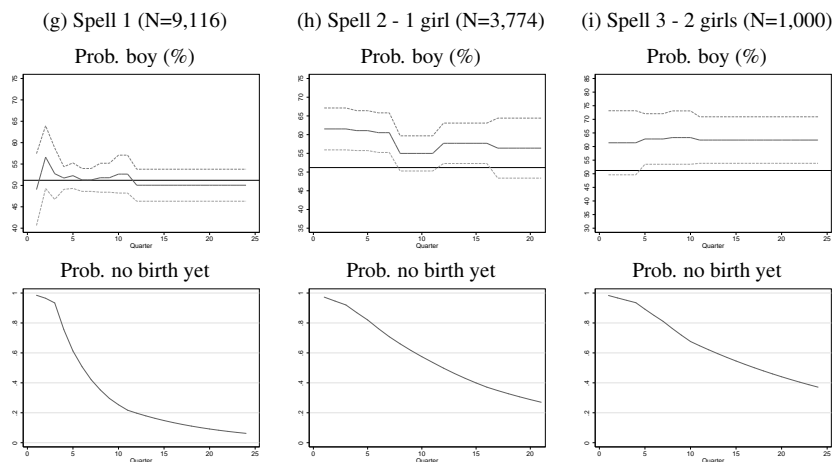 (g) Spell 1 (N=9,116)
Prob. boy (%)
75
70
65
60
55
50
45
40
0 5 10 15 20 25
Quarter
Prob. no birth yet
1
.8
.6
.4
.2
0
0 5 10 15 20 25
Quarter
(h) Spell 2 - 1 girl (N=3,774)
Prob. boy (%)
75
70
65
60
55
50
45
40
35
0 5 10 15 20
Quarter
Prob. no birth yet
1
.8
.6
.4
.2
0
0 5 10 15 20
Quarter
(i) Spell 3 - 2 girls (N=1,000)
Prob. boy (%)
85
80
75
70
65
60
55
50
45
40
35
30
0 5 10 15 20 25
Quarter
Prob. no birth yet
1
.8
.6
.4
.2
0
0 5 10 15 20 25
Quarter